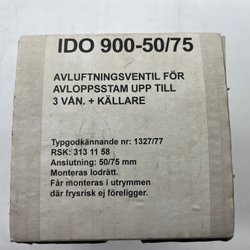 IDO 900-50/75
AVLUFTNINGSVENTIL FÖR
AVLOPPSSTAM UPP TILL
3 VÅN. + KÄLLARE
Typgodkännande nr: 1327/77
RSK: 313 11 58
Anslutning: 50/75 mm
Monteras lodrätt.
Får monteras i utrymmen
där frysrisk ej föreligger.